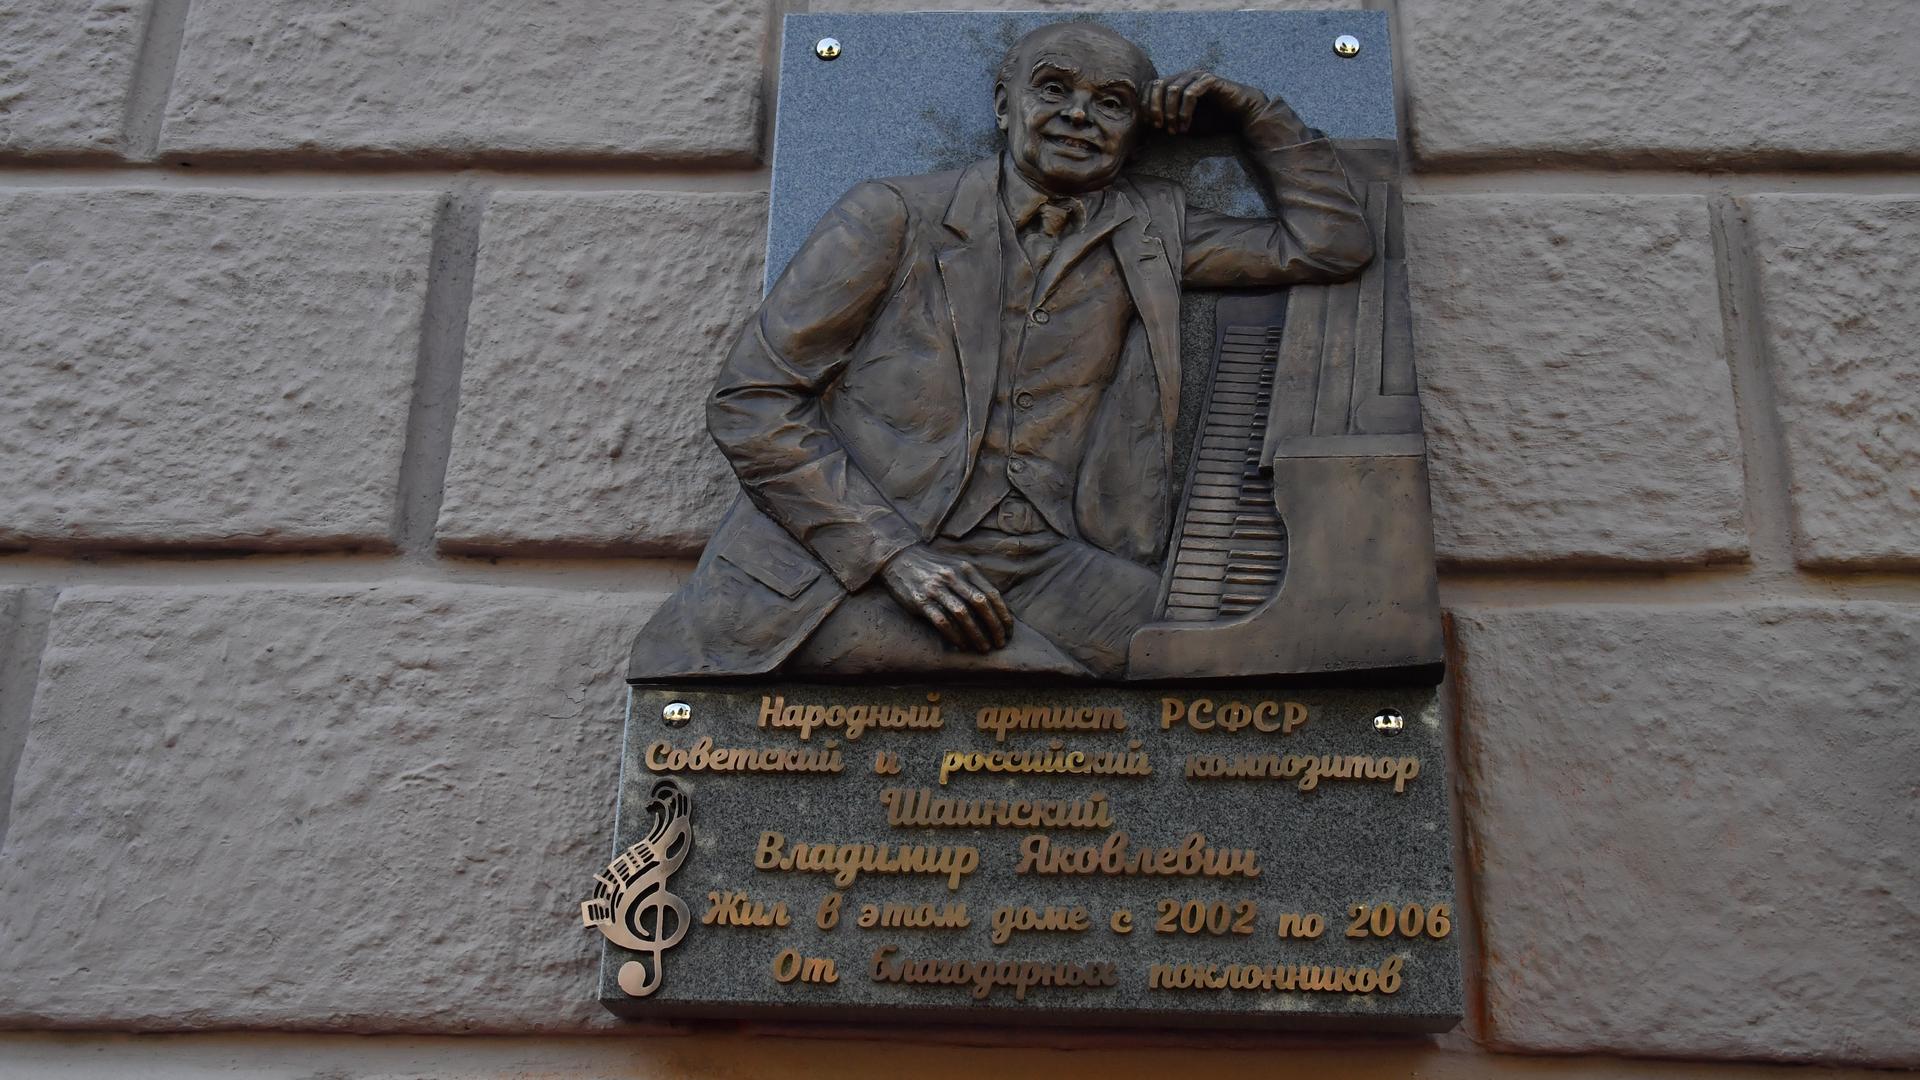 Народный артист РСФСР
Советский и российский композитор
Шаинский
Владимир Яковлевич
Жил в этом доме с 2002 по 2006
От благодарных поклонников